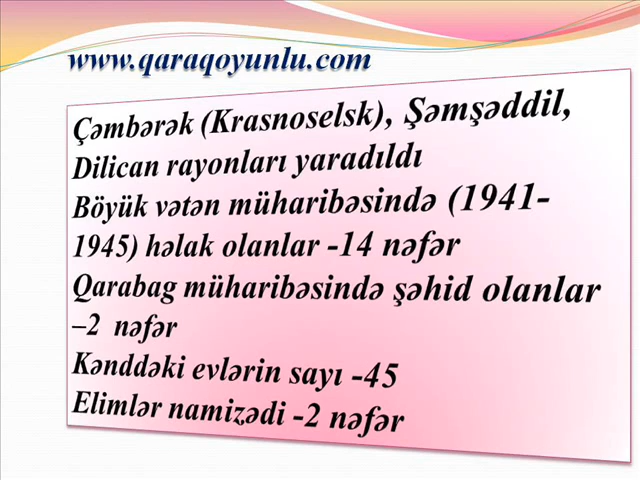 www.qaraqoyunlu.com
Çəmbərək (Krasnoselsk), Şəmşəddil,
Dilican rayonları yaradıldı
Böyük vətən müharibəsində (1941-
1945) həlak olanlar -14 nəfər
Qarabag müharibəsində şəhid olanlar
–2 nəfər
Kənddəki evlərin sayı -45
Elimlər namizədi -2 nəfər